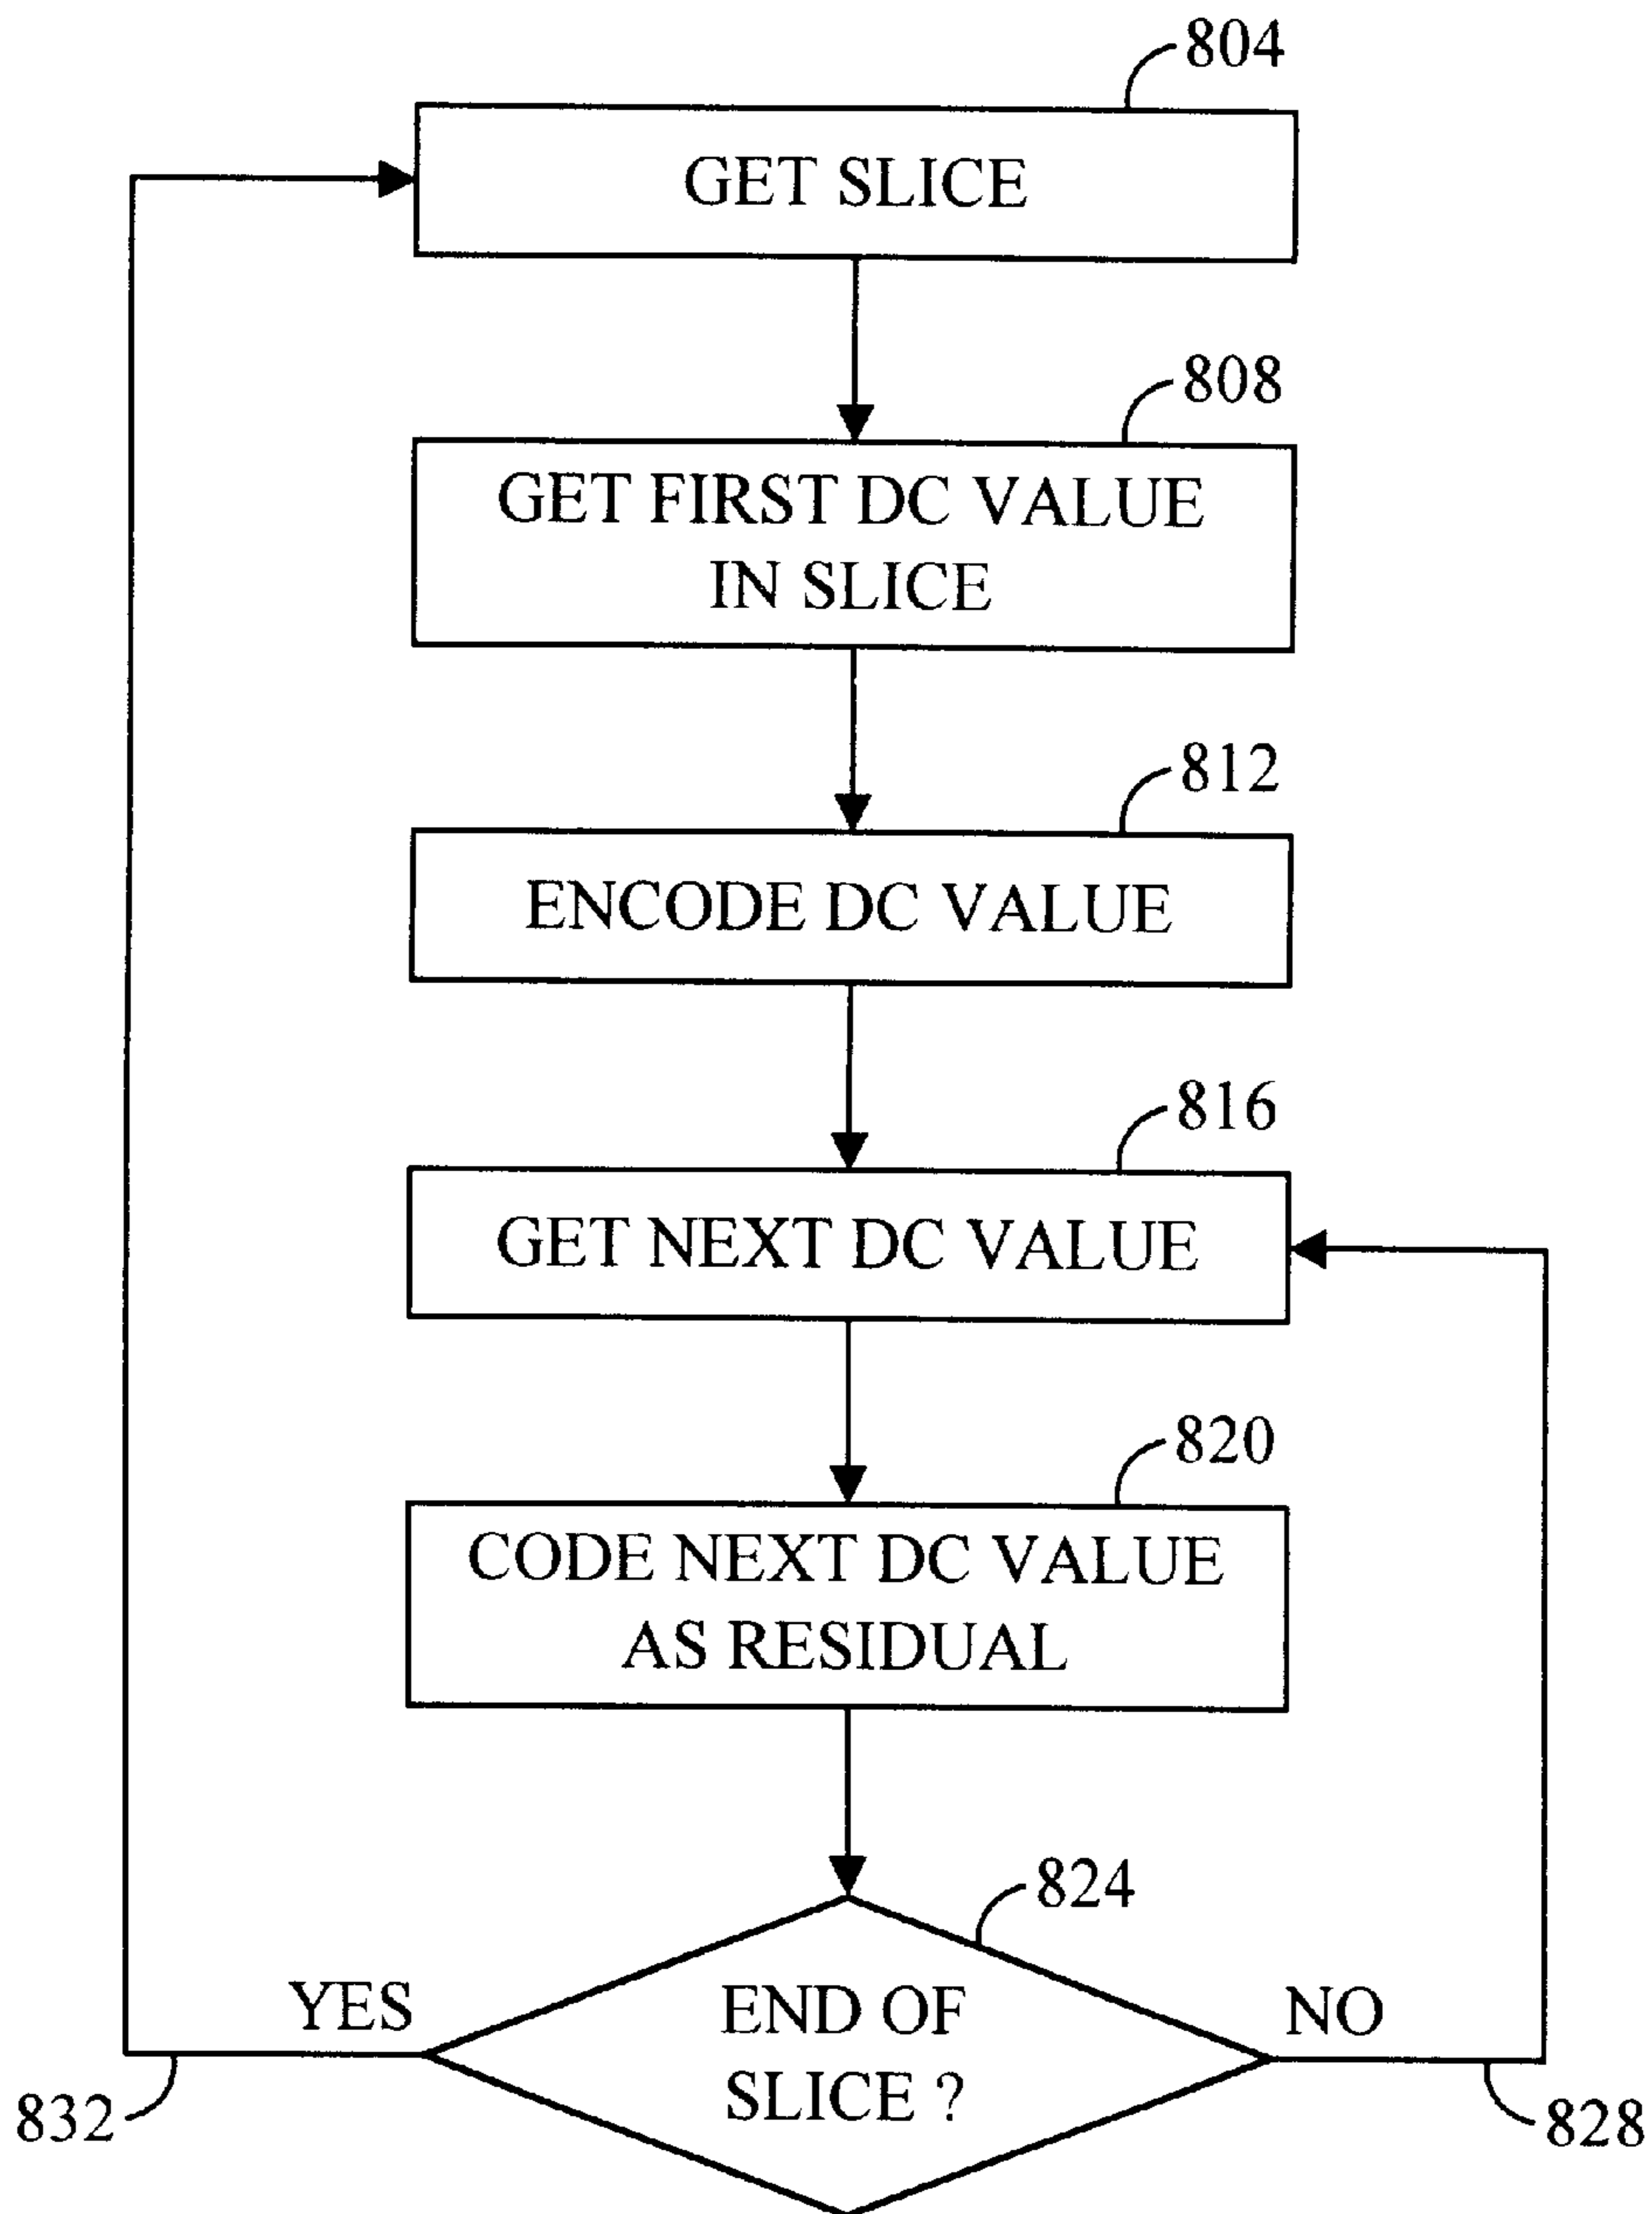 804
GET SLICE
808
GET FIRST DC VALUE
IN SLICE
812
ENCODE DC VALUE
816
GET NEXT DC VALUE
820
CODE NEXT DC VALUE
AS RESIDUAL
824
YES
END OF
SLICE ?
NO
832
828